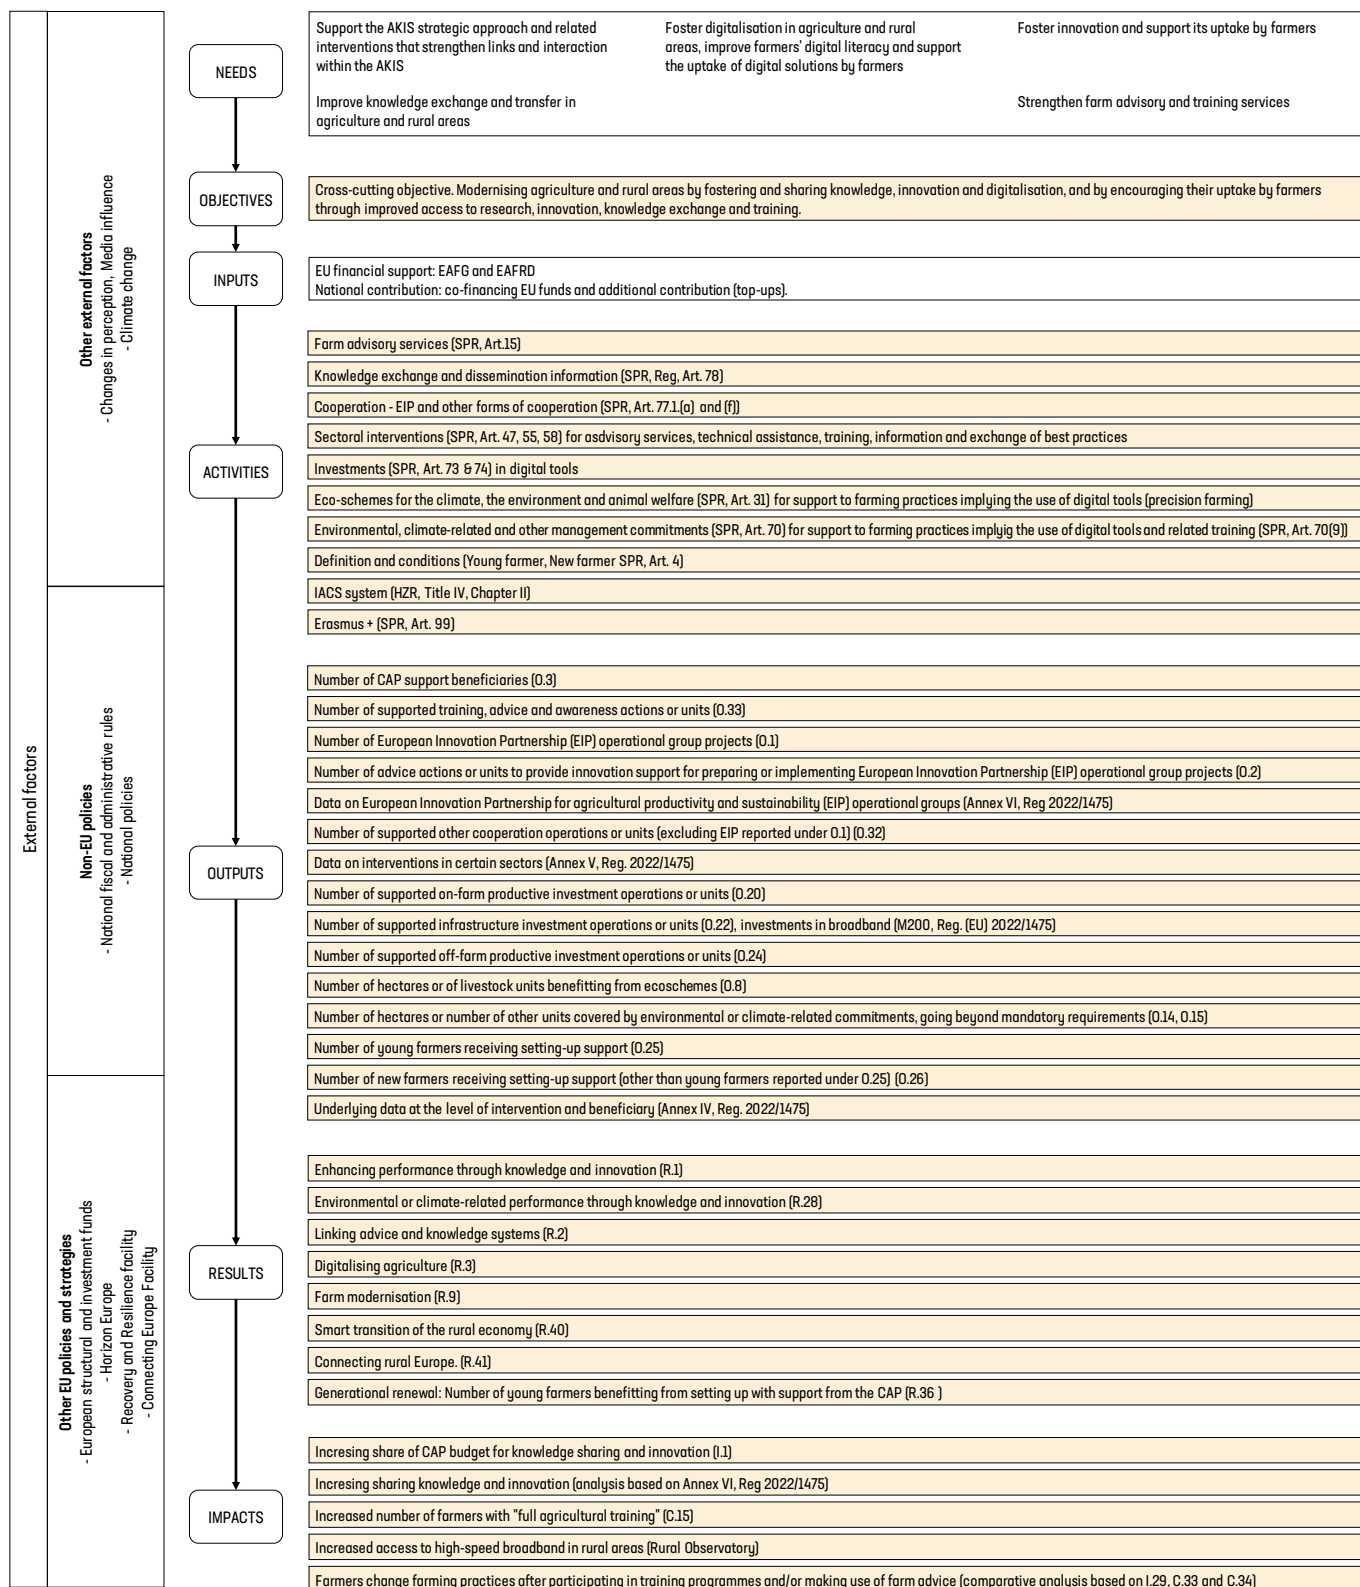 External factors
Other external factors
- Changes in perception, Media influence
- Climate change
Non-EU policies
- National fiscal and administrative rules
- National policies
Other EU policies and strategies
- European structural and investment funds
- Horizon Europe
- Recovery and Resilience facility
- Connecting Europe Facility
NEEDS
Support the AKIS strategic approach and related
interventions that strengthen links and interaction
within the AKIS
Foster digitalisation in agriculture and rural
areas, improve farmers' digital literacy and support
the uptake of digital solutions by farmers
Foster innovation and support its uptake by farmers
Improve knowledge exchange and transfer in
agriculture and rural areas
Strengthen farm advisory and training services
OBJECTIVES
Cross-cutting objective. Modernising agriculture and rural areas by fostering and sharing knowledge, innovation and digitalisation, and by encouraging their uptake by farmers
through improved access to research, innovation, knowledge exchange and training.
INPUTS
EU financial support: EAFG and EAFRD
National contribution: co-financing EU funds and additional contribution (top-ups).
ACTIVITIES
Farm advisory services (SPR, Art.15)
Knowledge exchange and dissemination information (SPR, Reg, Art. 78)
Cooperation - EIP and other forms of cooperation (SPR, Art. 77.1.(a) and (f))
Sectoral interventions (SPR, Art. 47, 55, 58) for asdvisory services, technical assistance, training, information and exchange of best practices
Investments (SPR, Art. 73 & 74) in digital tools
Eco-schemes for the climate, the environment and animal welfare (SPR, Art. 31) for support to farming practices implying the use of digital tools (precision farming)
Environmental, climate-related and other management commitments (SPR, Art. 70) for support to farming practices implyig the use of digital tools and related training (SPR, Art. 70(9))
Definition and conditions (Young farmer, New farmer SPR, Art. 4)
IACS system (HZR, Title IV, Chapter II)
Erasmus + (SPR, Art. 99)
OUTPUTS
Number of CAP support beneficiaries (O.3)
Number of supported training, advice and awareness actions or units (O.33)
Number of European Innovation Partnership (EIP) operational group projects (O.1)
Number of advice actions or units to provide innovation support for preparing or implementing European Innovation Partnership (EIP) operational group projects (O.2)
Data on European Innovation Partnership for agricultural productivity and sustainability (EIP) operational groups (Annex VI, Reg 2022/1475)
Number of supported other cooperation operations or units (excluding EIP reported under O.1) (O.32)
Data on interventions in certain sectors (Annex V, Reg. 2022/1475)
Number of supported on-farm productive investment operations or units (O.20)
Number of supported infrastructure investment operations or units (O.22), investments in broadband (M200, Reg. (EU) 2022/1475)
Number of supported off-farm productive investment operations or units (O.24)
Number of hectares or of livestock units benefitting from ecoschemes (O.8)
Number of hectares or number of other units covered by environmental or climate-related commitments, going beyond mandatory requirements (O.14, O.15)
Number of young farmers receiving setting-up support (O.25)
Number of new farmers receiving setting-up support (other than young farmers reported under O.25) (O.26)
Underlying data at the level of intervention and beneficiary (Annex IV, Reg. 2022/1475)
RESULTS
Enhancing performance through knowledge and innovation (R.1)
Environmental or climate-related performance through knowledge and innovation (R.28)
Linking advice and knowledge systems (R.2)
Digitalising agriculture (R.3)
Farm modernisation (R.9)
Smart transition of the rural economy (R.40)
Connecting rural Europe. (R.41)
Generational renewal: Number of young farmers benefitting from setting up with support from the CAP (R.36 )
IMPACTS
Incresing share of CAP budget for knowledge sharing and innovation (I.1)
Incresing sharing knowledge and innovation (analysis based on Annex VI, Reg 2022/1475)
Increased number of farmers with "full agricultural training" (C.15)
Increased access to high-speed broadband in rural areas (Rural Observatory)
Farmers change farming practices after participating in training programmes and/or making use of farm advice (comparative analysis based on I.29, C.33 and C.34)